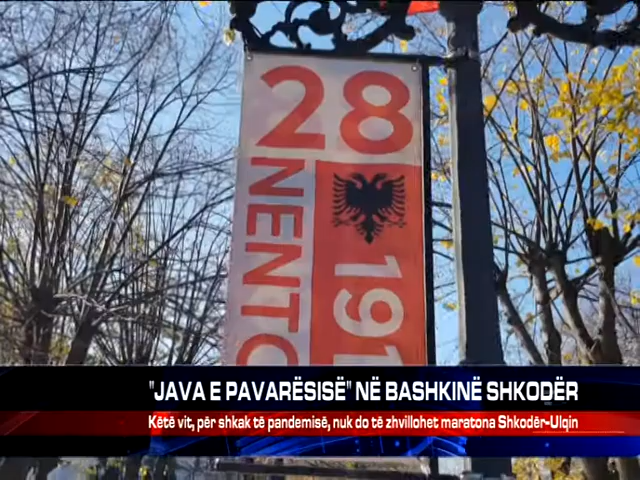 28
NENTO
191
"JAVA E PAVARËSISË" NË BASHKINË SHKODËR
Këtë vit, për shkak të pandemisë, nuk do të zhvillohet maratona Shkodër-Ulqin